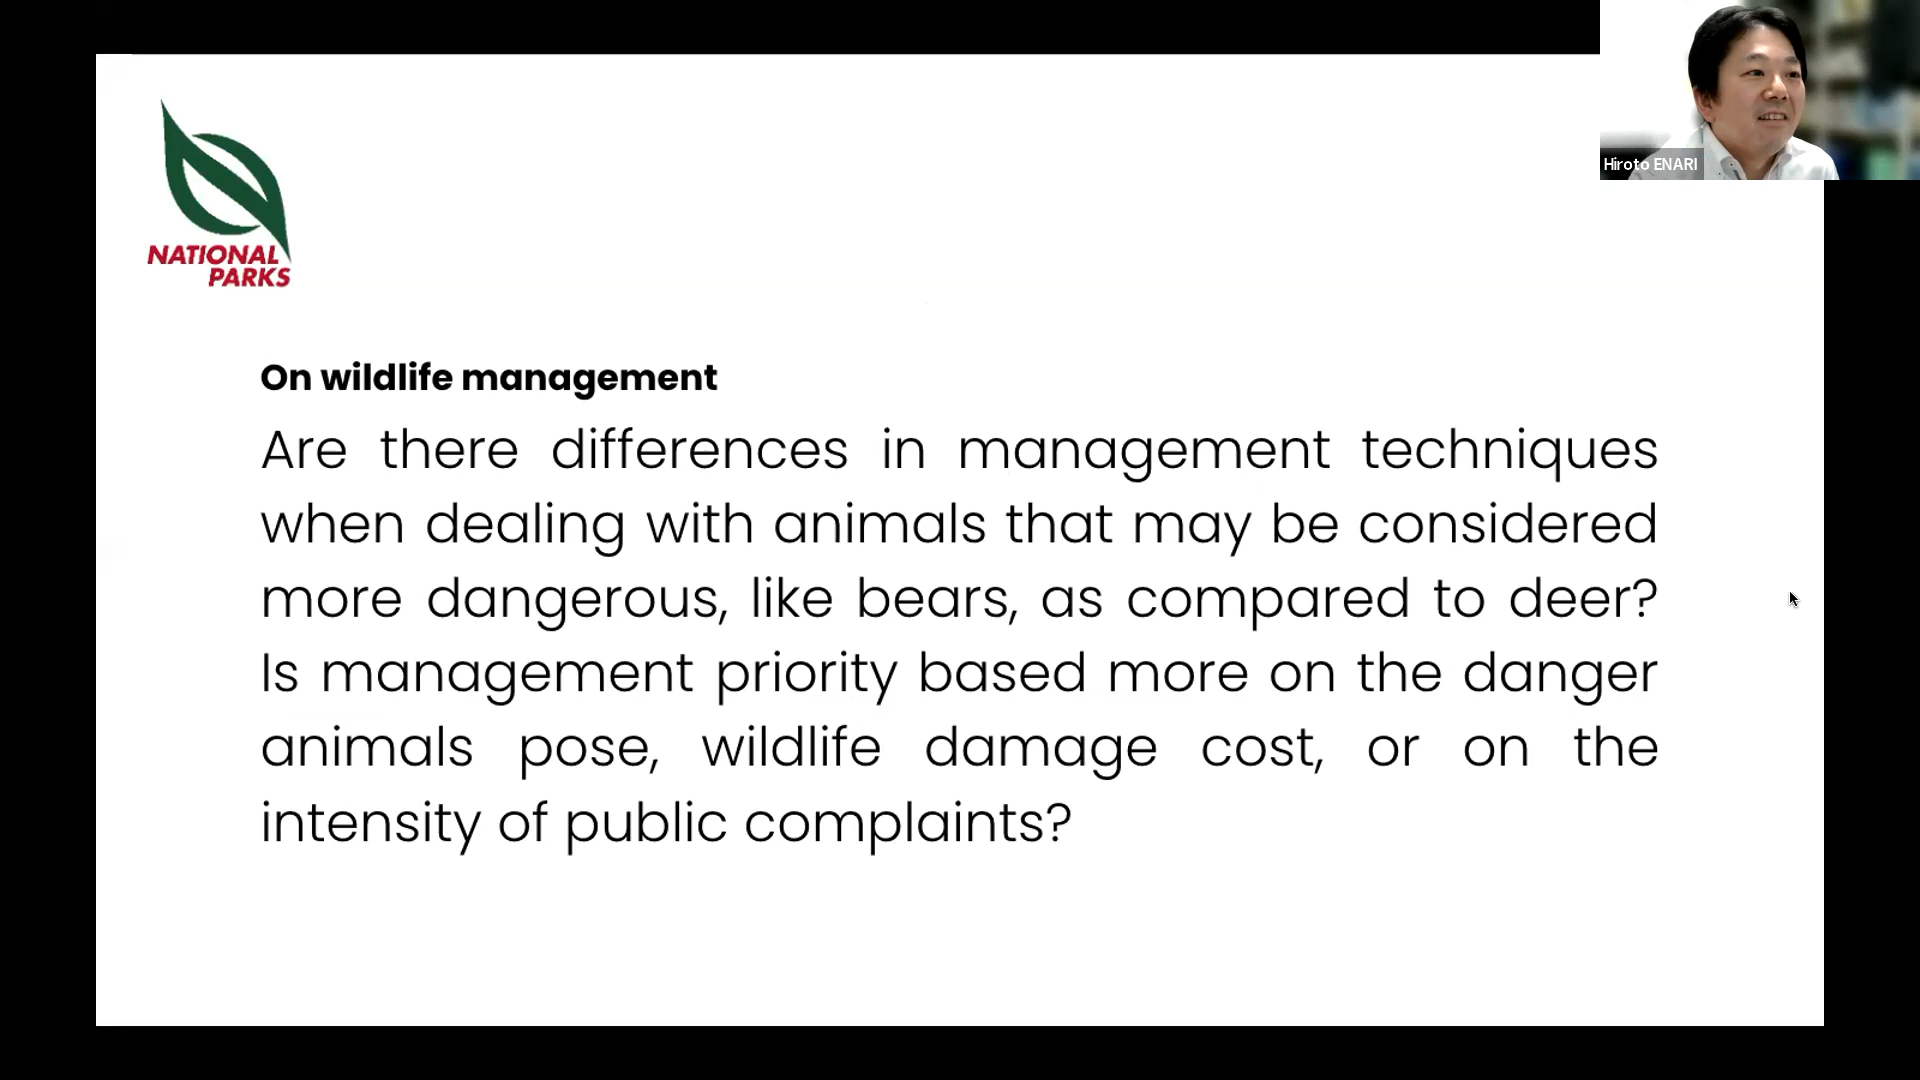 Hiroto ENARI
NATIONAL
PARKS
On wildlife management
Are there differences in management techniques
when dealing with animals that may be considered
more dangerous, like bears, as compared to deer?
Is management priority based more on the danger
animals pose, wildlife damage cost, or on the
intensity of public complaints?